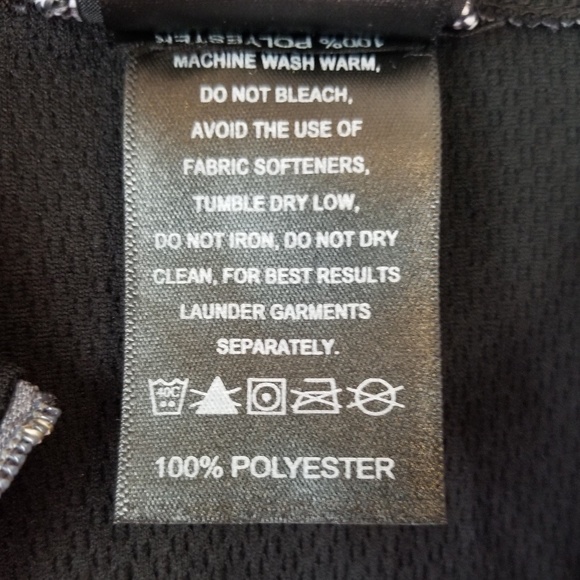 100% POLYESTER
MACHINE WASH WARM,
DO NOT BLEACH,
AVOID THE USE OF
FABRIC SOFTENERS,
TUMBLE DRY LOW,
DO NOT IRON, DO NOT DRY
CLEAN, FOR BEST RESULTS
LAUNDER GARMENTS
SEPARATELY.
40C
100% POLYESTER